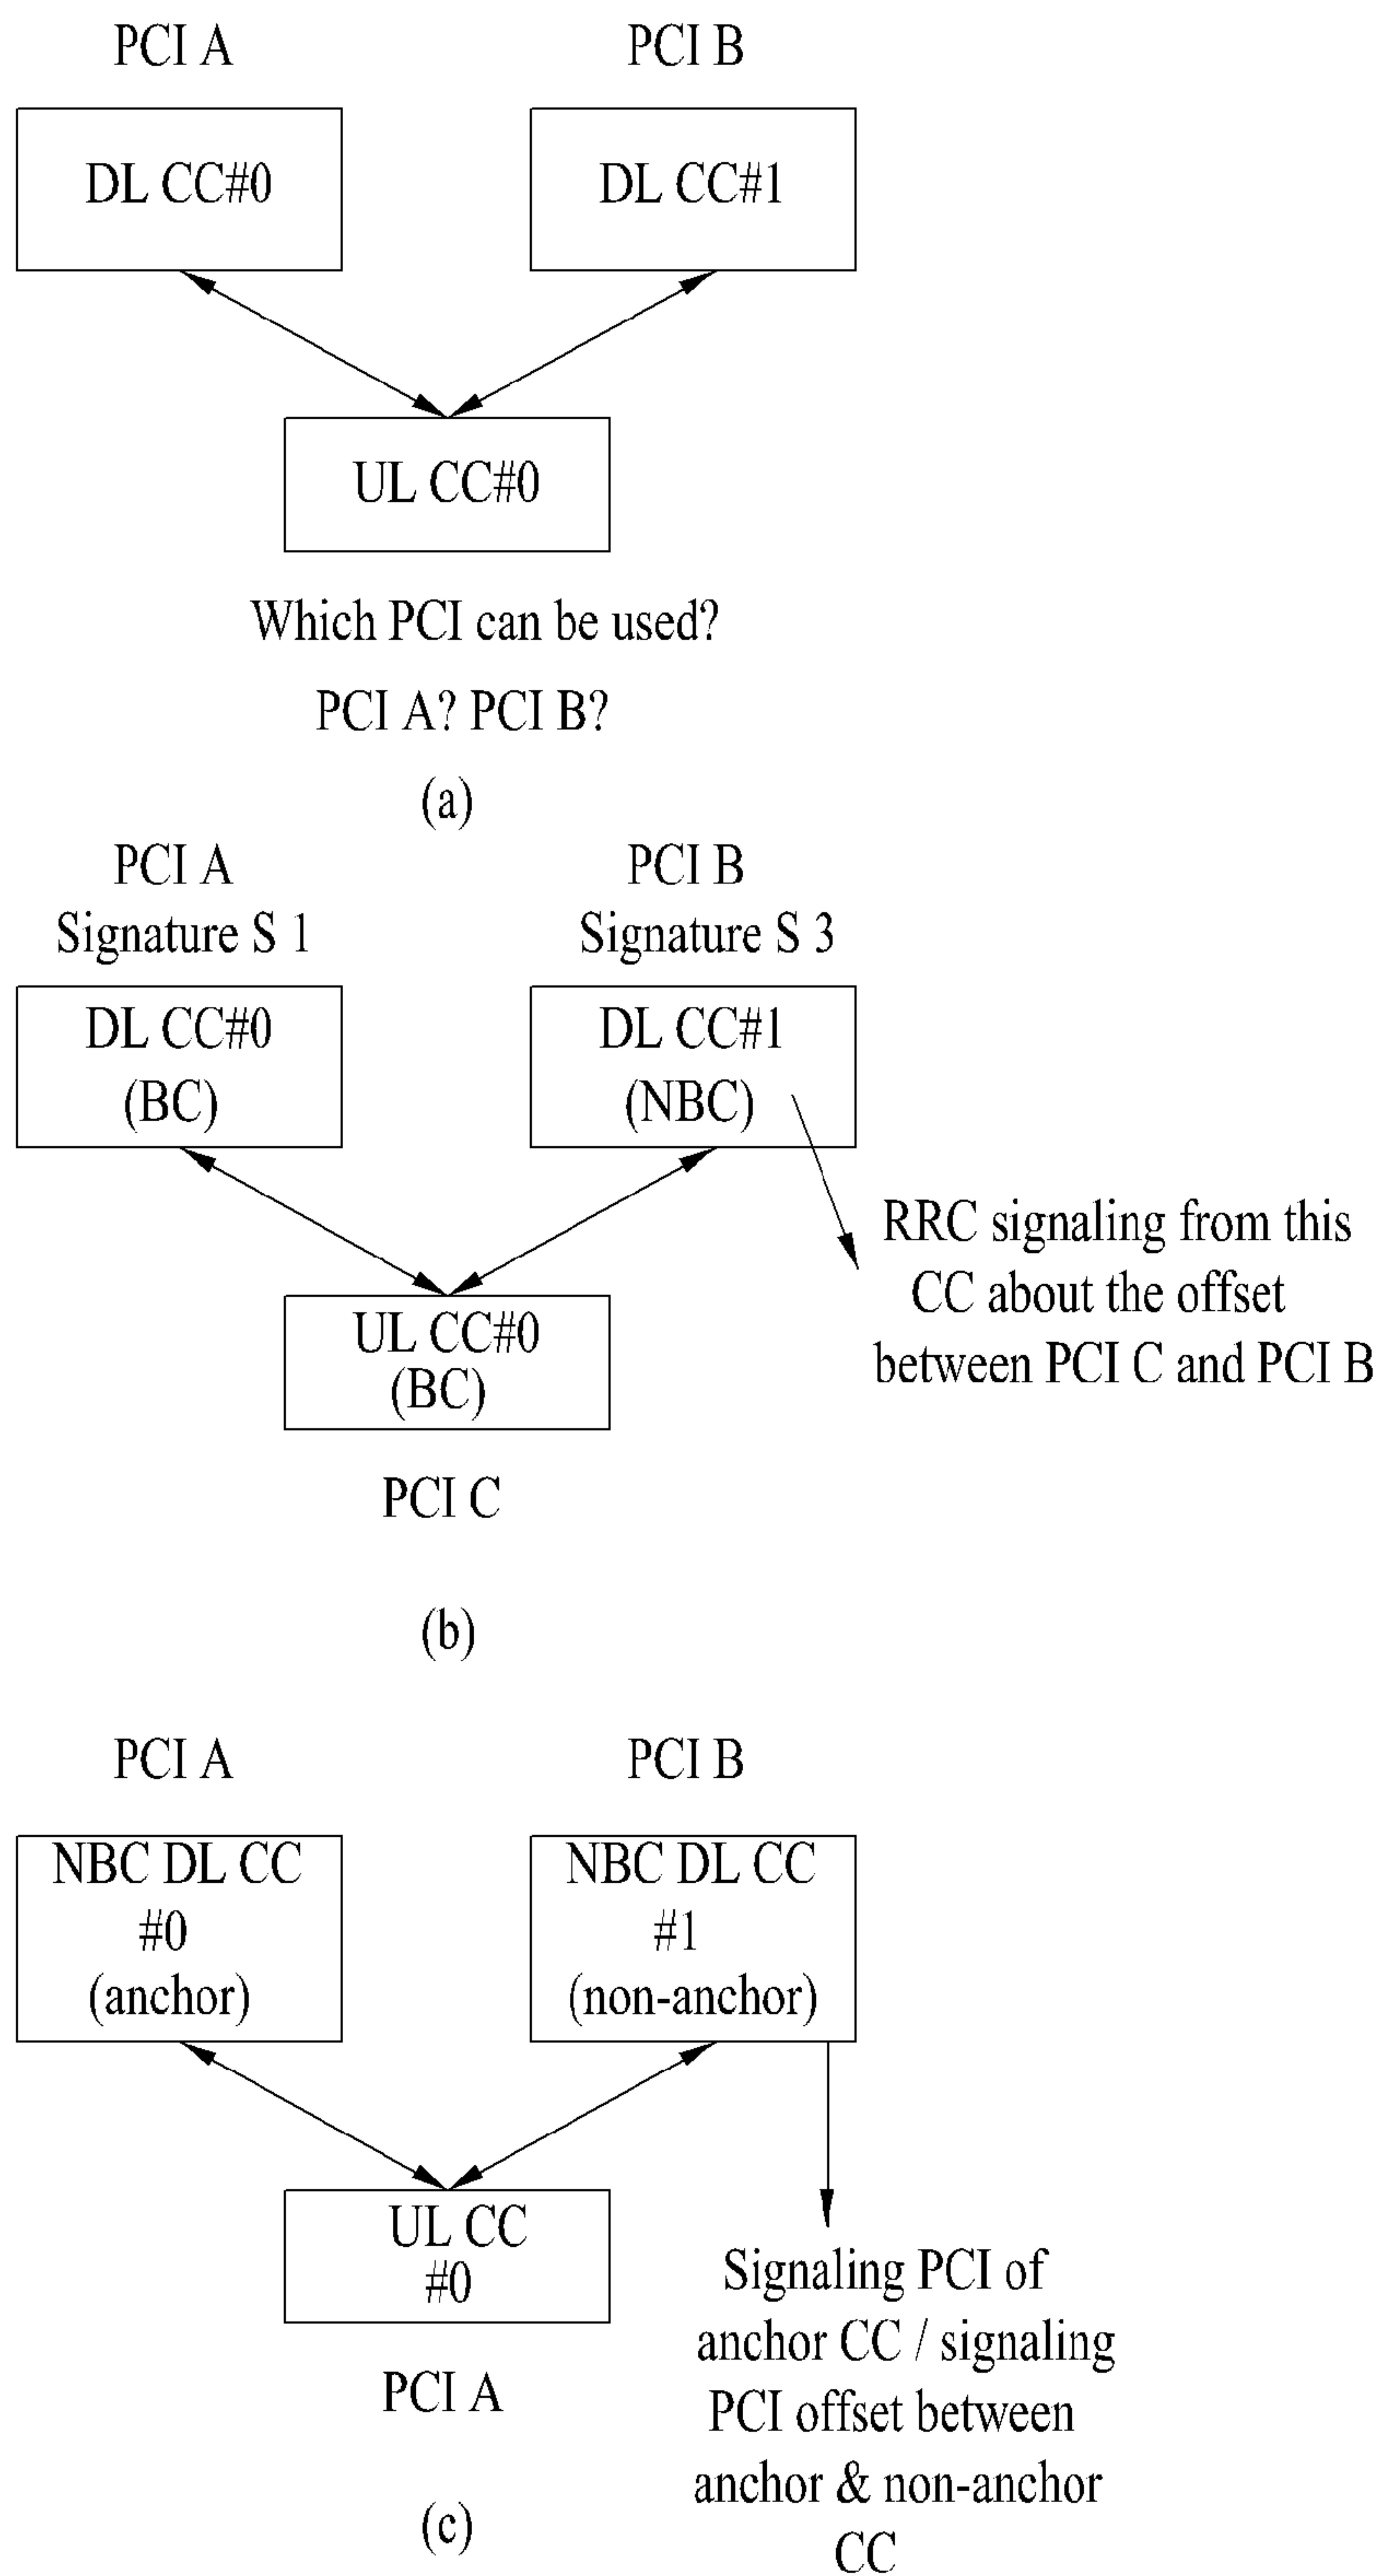 PCI A
PCI B
DL CC#0
DL CC#1
UL CC#0
Which PCI can be used?
PCI A? PCI B?
(a)
PCI A
Signature S 1
PCI B
Signature S 3
DL CC#0
(BC)
DL CC#1
(NBC)
RRC signaling from this
CC about the offset
between PCI C and PCI B
UL CC#0
(BC)
PCI C
(b)
PCI A
PCI B
NBC DL CC
#0
(anchor)
NBC DL CC
#1
(non-anchor)
UL CC
#0
PCI A
Signaling PCI of
anchor CC / signaling
PCI offset between
anchor & non-anchor
CC
(c)